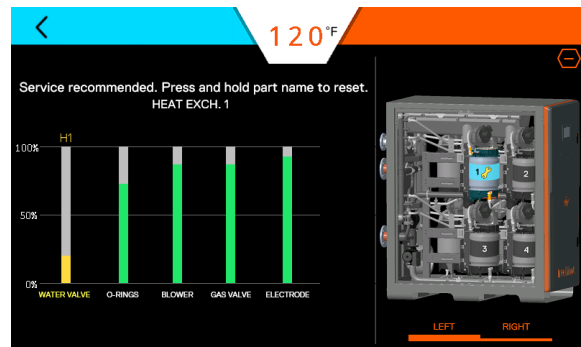 120°F
Service recommended. Press and hold part name to reset.
HEAT EXCH. 1
H1
100%
50%
0%
WATER VALVE O-RINGS BLOWER GAS VALVE ELECTRODE
1
2
3
4
LEFT RIGHT